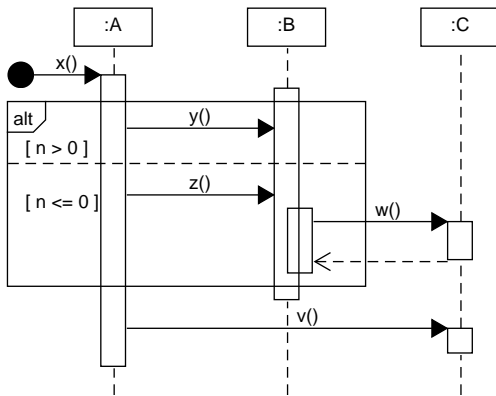 :A
:B
:C
x()
alt
y()
[ n > 0 ]
z()
[ n <= 0 ]
w()
v()